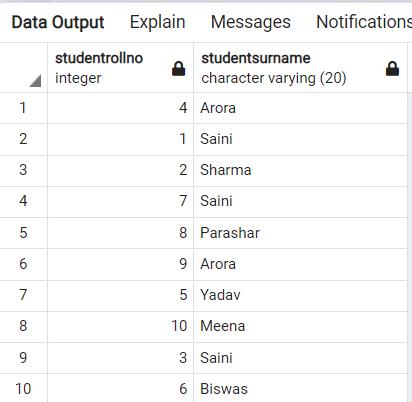 Data Output Explain Messages Notifications
studentrollno studentsurname
integer character varying (20)
1 4 Arora
2 1 Saini
3 2 Sharma
4 7 Saini
5 8 Parashar
6 9 Arora
7 5 Yadav
8 10 Meena
9 3 Saini
10 6 Biswas